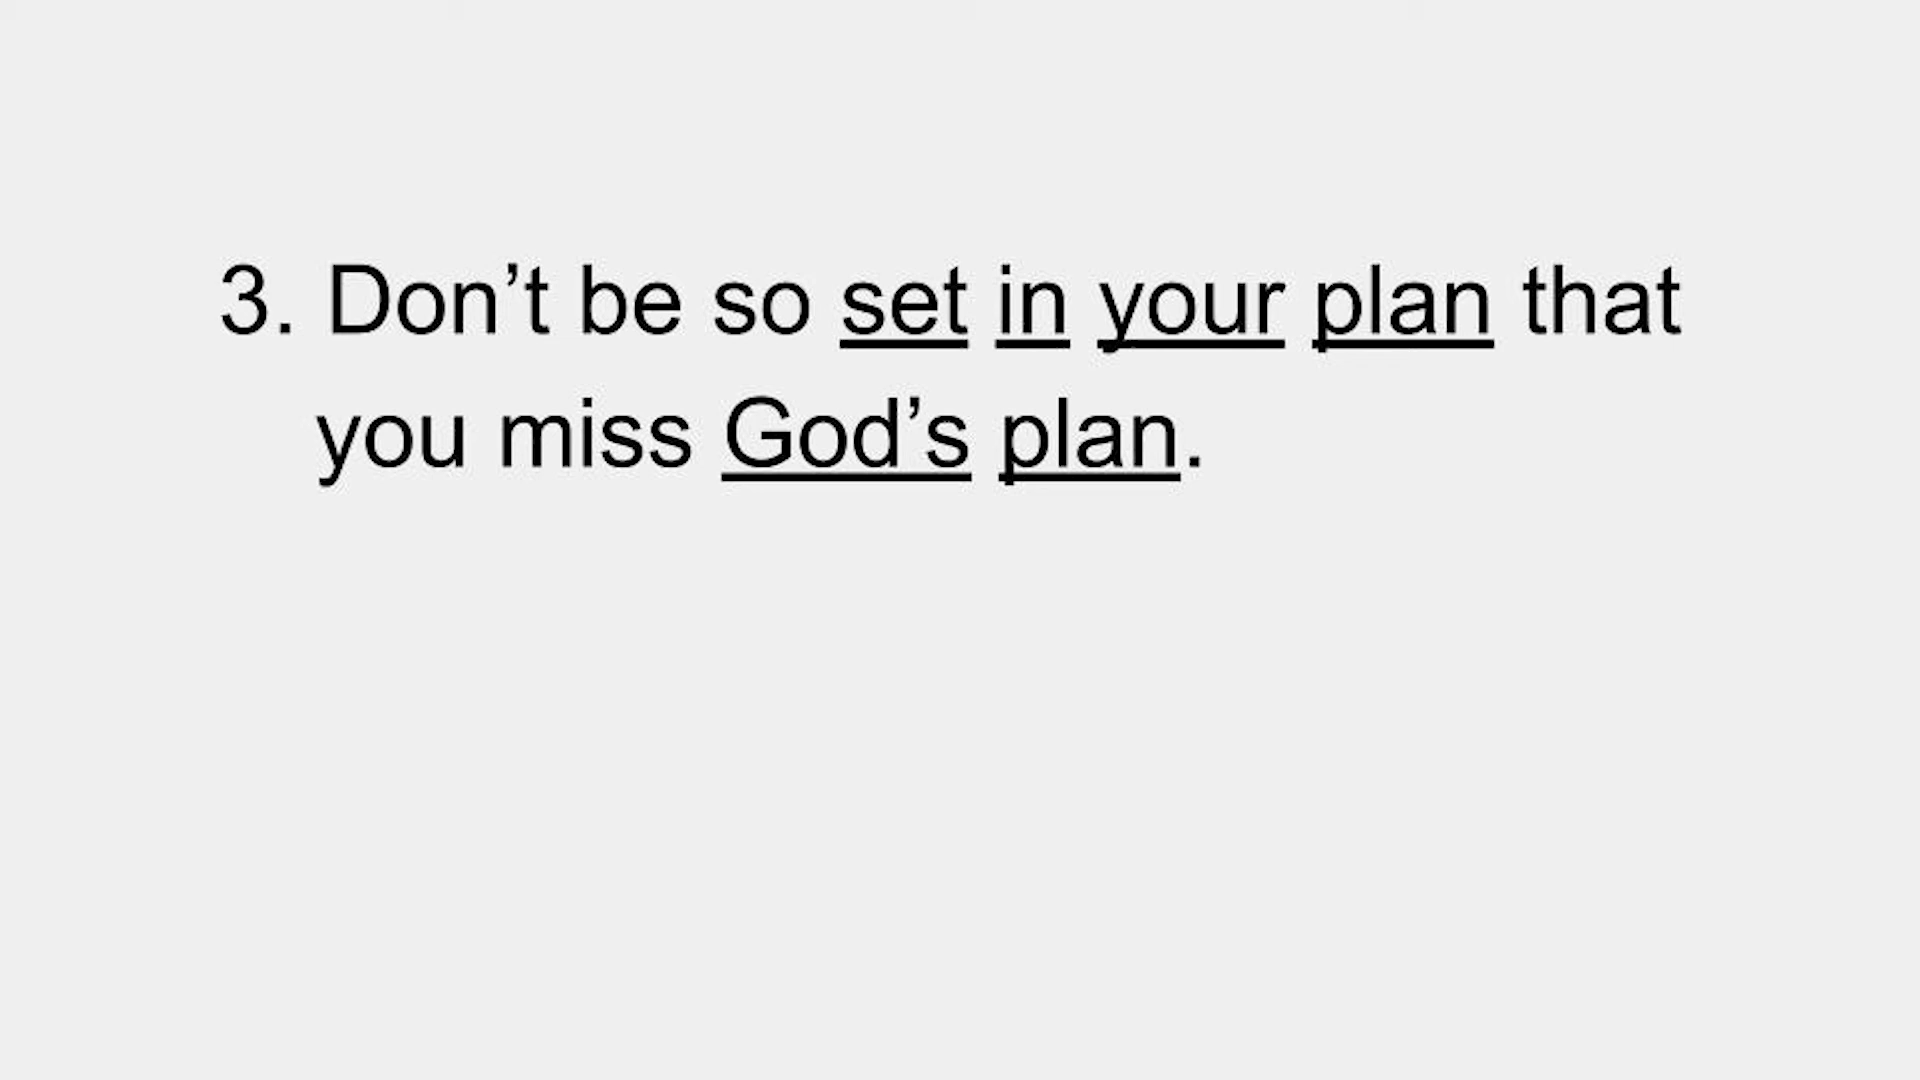 3. Don’t be so set in your plan that
you miss God’s plan.